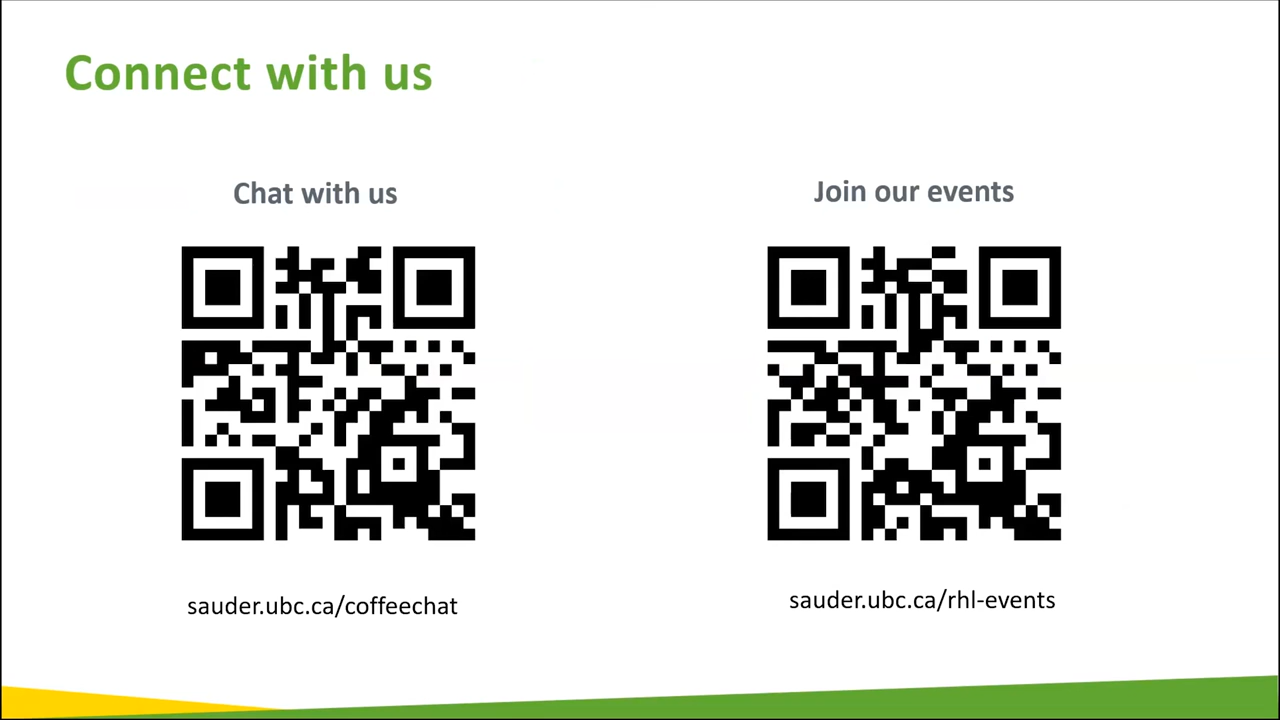 Connect with us
Chat with us
Join our events
sauder.ubc.ca/coffeechat
sauder.ubc.ca/rhl-events